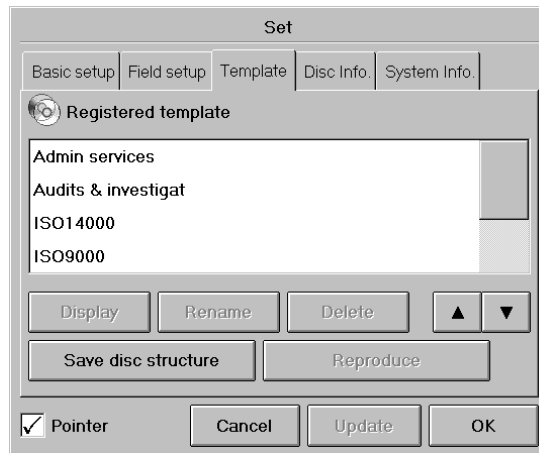 Set
Basic setup Field setup Template Disc Info. System Info.
Registered template
Admin services
Audits & investigat
ISO14000
ISO9000
Display Rename Delete
Save disc structure Reproduce
Pointer Cancel Update OK